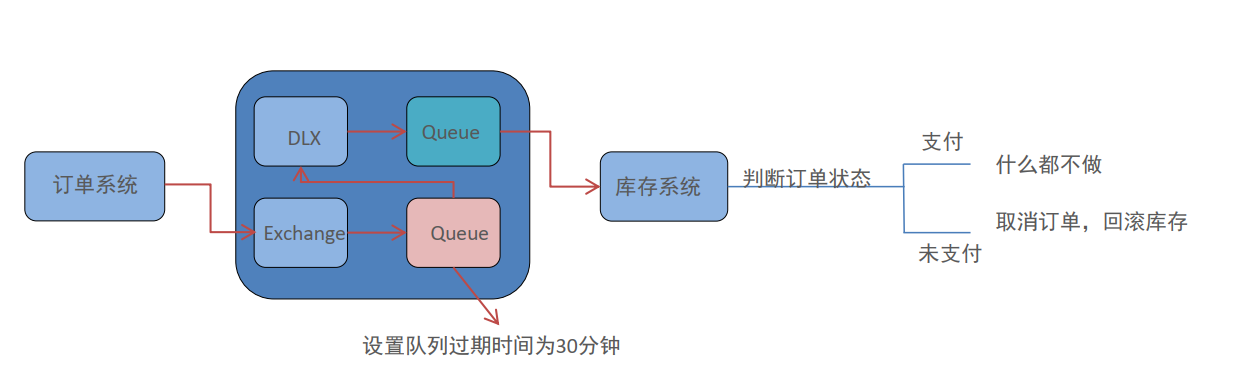 订单系统
DLX
Queue
Exchange
Queue
设置队列过期时间为30分钟
库存系统
判断订单状态
支付
什么都不做
未支付
取消订单，回滚库存